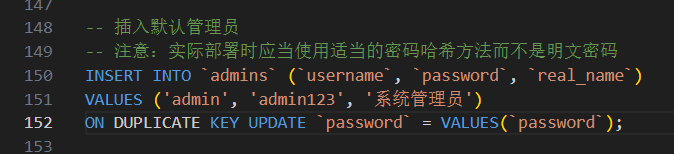 147
148 -- 插入默认管理员
149 -- 注意：实际部署时应当使用适当的密码哈希方法而不是明文密码
150 INSERT INTO `admins` (`username`, `password`, `real_name`)
151 VALUES ('admin', 'admin123', '系统管理员')
152 ON DUPLICATE KEY UPDATE `password` = VALUES(`password`);
153